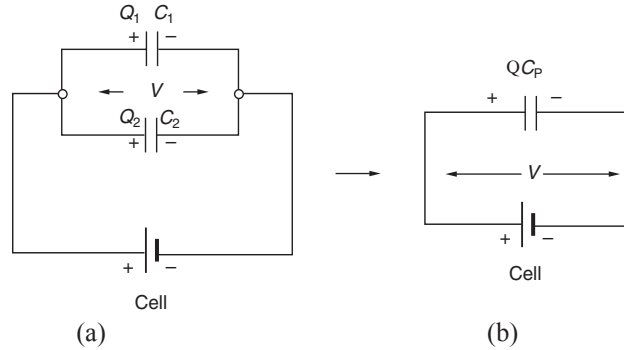 Q1 C1
+ −
V
Q2 C2
+ −
+ −
Cell
(a)
QCP
+ −
V
+ −
Cell
(b)